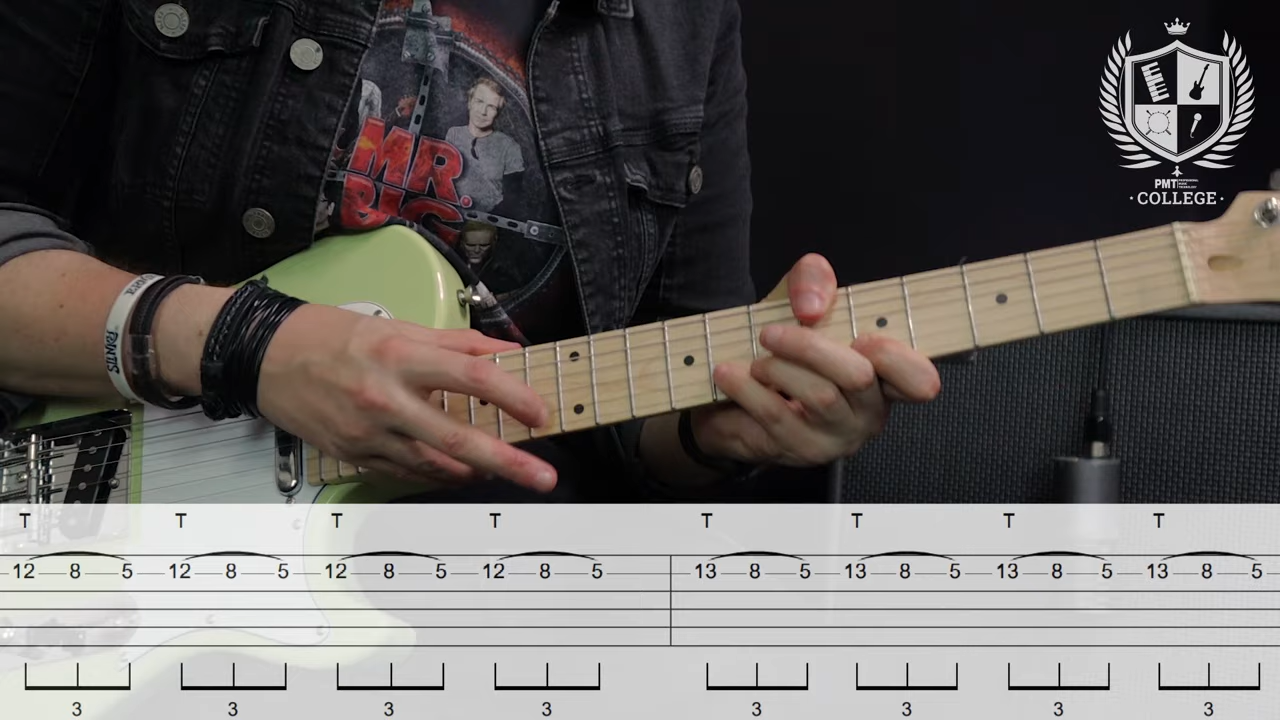 MR.
BIG
PMT
· COLLEGE ·
T T T T T T T T
12 8 5 12 8 5 12 8 5 12 8 5 13 8 5 13 8 5 13 8 5 13 8 5
3 3 3 3 3 3 3 3